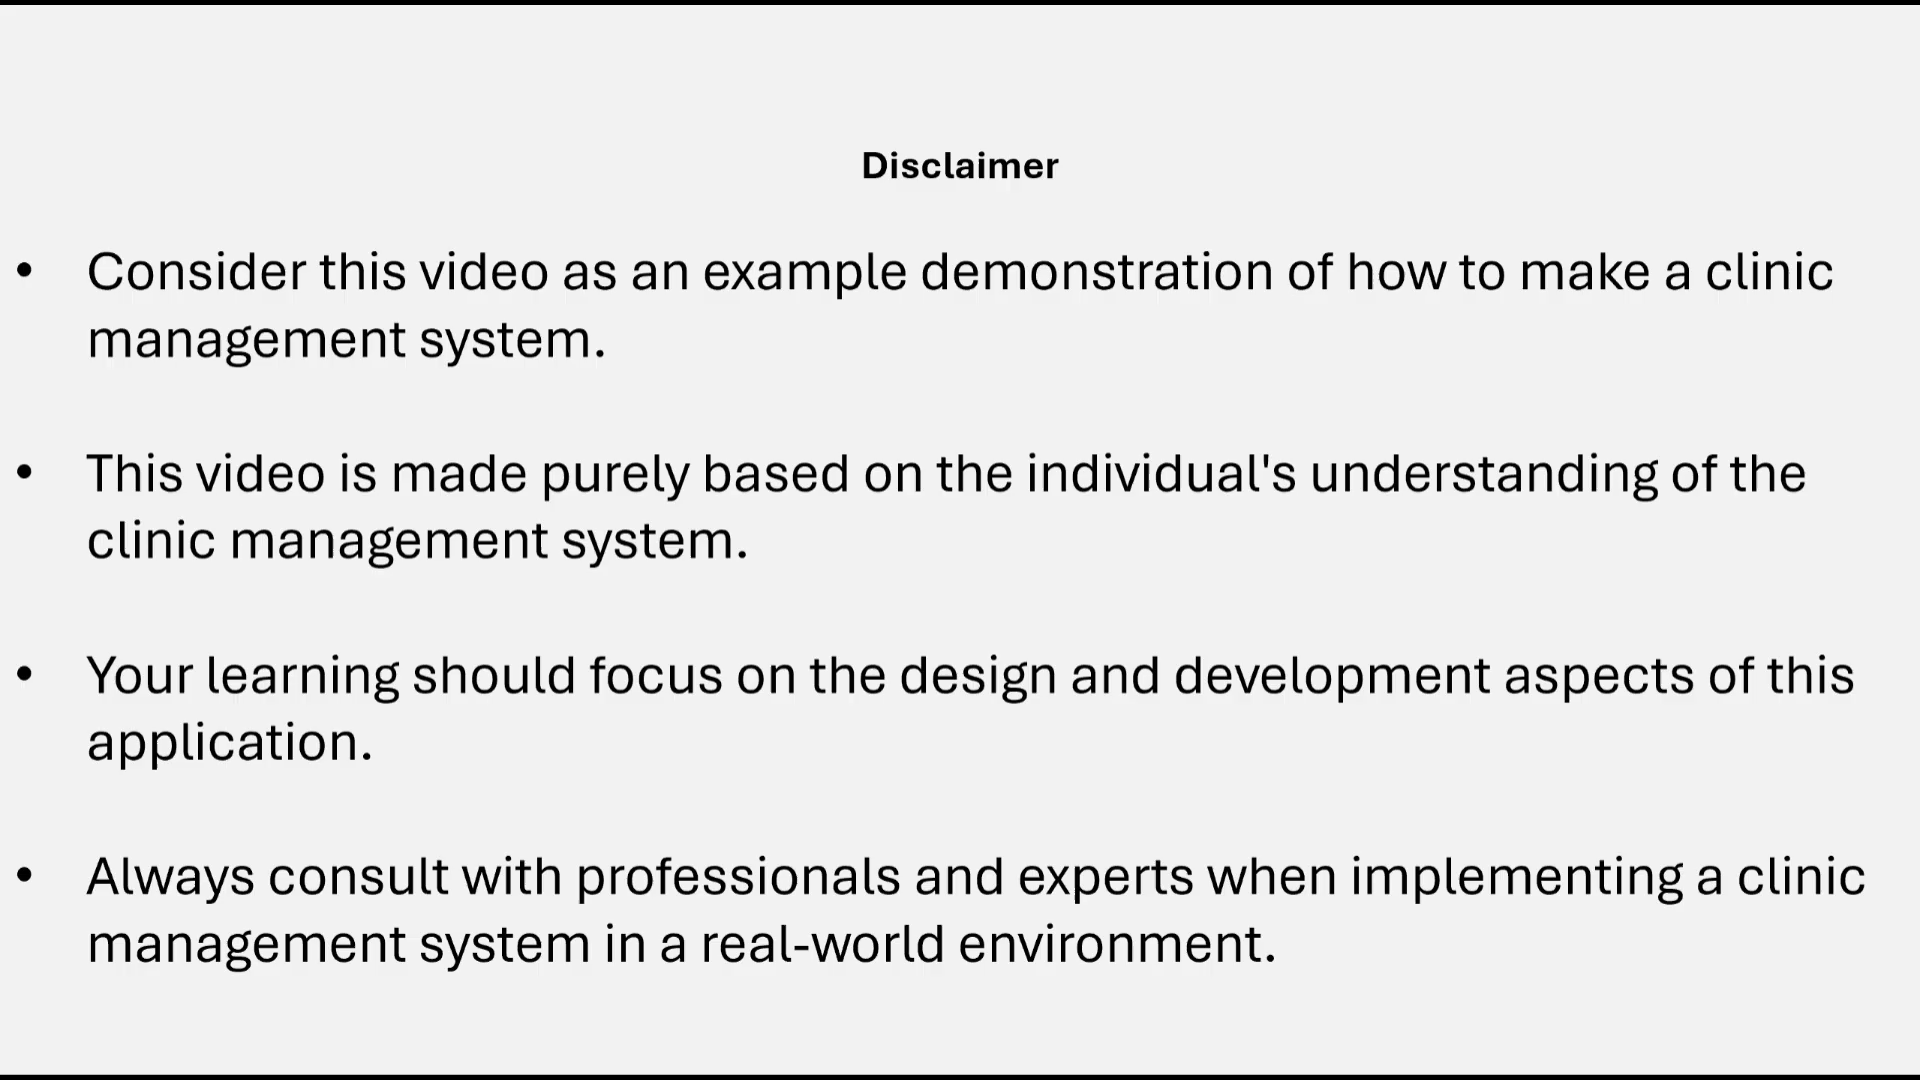 Disclaimer
• Consider this video as an example demonstration of how to make a clinic
management system.
• This video is made purely based on the individual's understanding of the
clinic management system.
• Your learning should focus on the design and development aspects of this
application.
• Always consult with professionals and experts when implementing a clinic
management system in a real-world environment.